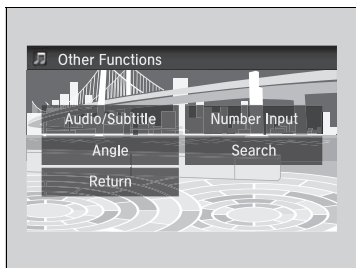 Other Functions
Audio/Subtitle
Number Input
Angle
Search
Return